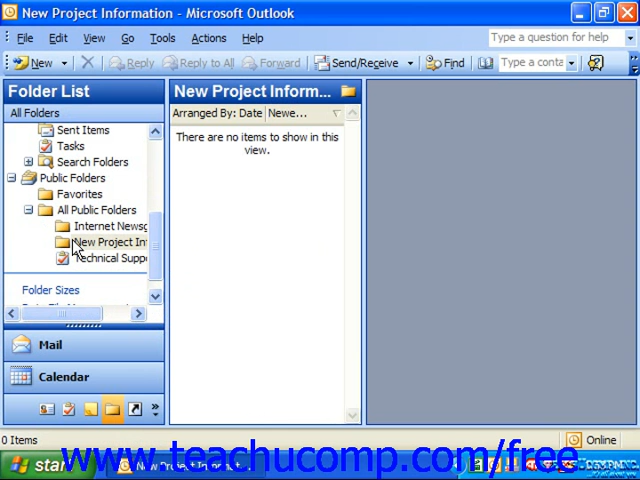 New Project Information - Microsoft Outlook
File Edit View Go Tools Actions Help
Type a question for help
New Reply Reply to All Forward Send/Receive Find Type a conta
Folder List
All Folders
Sent Items
Tasks
Search Folders
Public Folders
Favorites
All Public Folders
Internet Newsg
New Project In
Technical Suppo
Folder Sizes
Mail
Calendar
New Project Inform...
Arranged By: Date Newe...
There are no items to show in this
view.
0 Items
Online
start
www.teachucomp.com/free